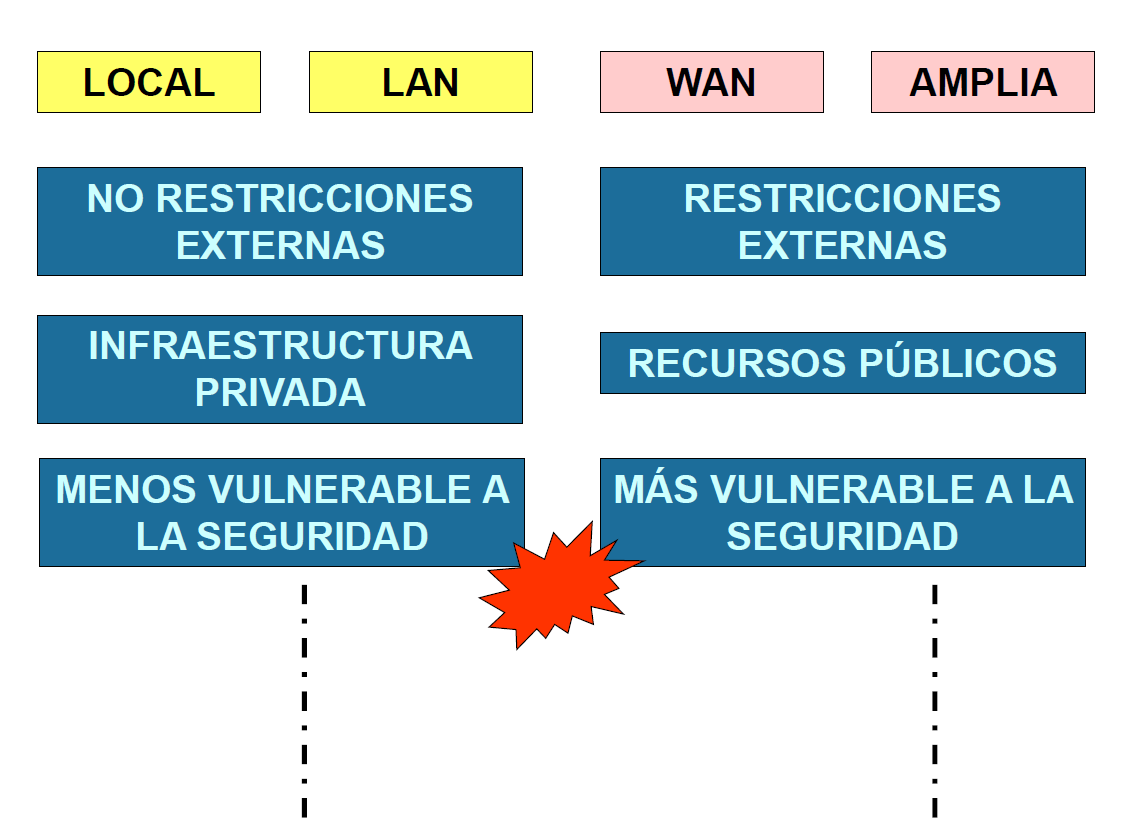 LOCAL
LAN
WAN
AMPLIA
NO RESTRICCIONES
EXTERNAS
RESTRICCIONES
EXTERNAS
INFRAESTRUCTURA
PRIVADA
RECURSOS PÚBLICOS
MENOS VULNERABLE A
LA SEGURIDAD
MÁS VULNERABLE A LA
SEGURIDAD